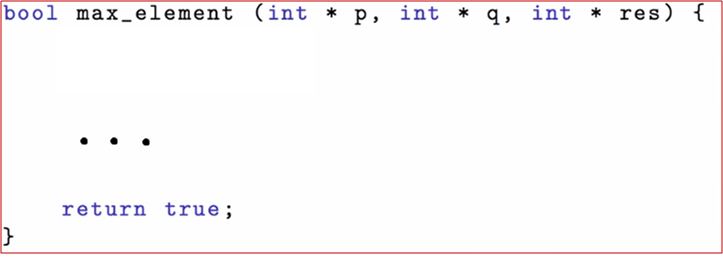 bool max_element (int * p, int * q, int * res) {
...
return true;
}